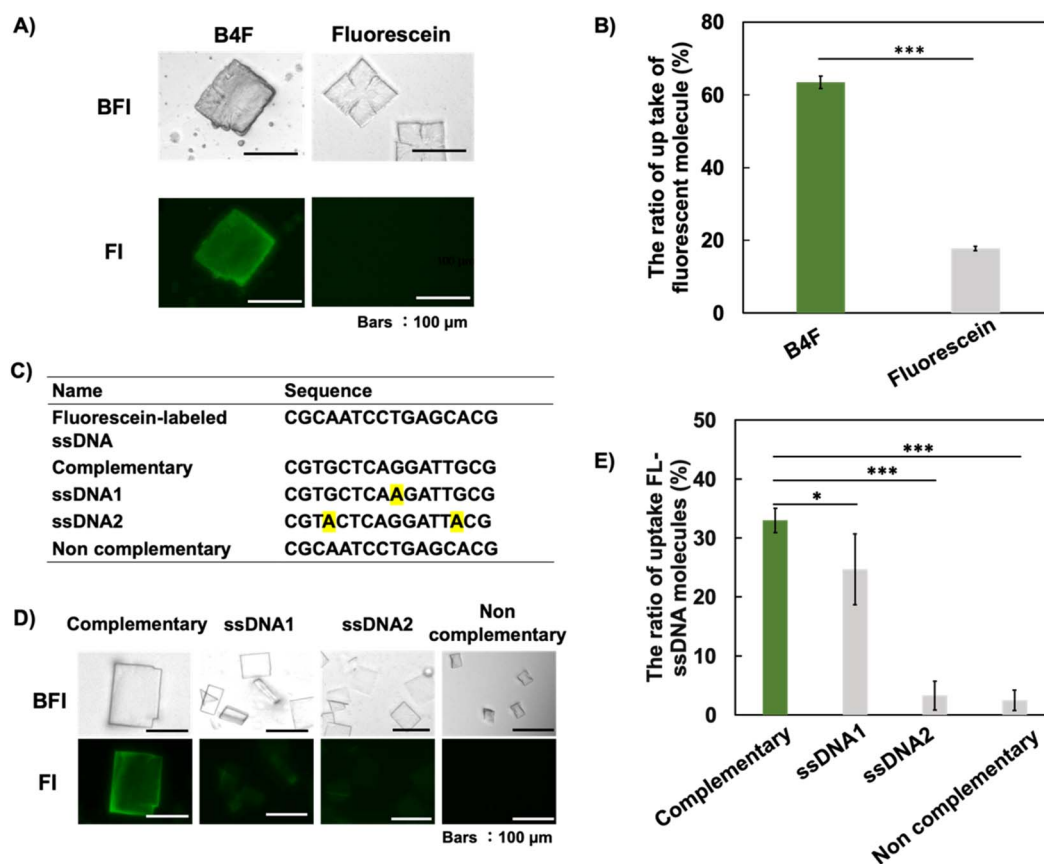 A)
B4F
Fluorescein
BFI
FI
Bars : 100 μm
B)
The ratio of up take of
fluorescent molecule (%)
80
60
40
20
0
***
B4F
Fluorescein
C)
Name Sequence
Fluorescein-labeled CGCAATCCTGAGCACG
ssDNA
Complementary CGTGCTCAGGATTGCG
ssDNA1 CGTGCTCAAGATTGCG
ssDNA2 CGTACTCAGGATTACG
Non complementary CGCAATCCTGAGCACG
D)
Complementary ssDNA1 ssDNA2 Non
complementary
BFI
FI
Bars : 100 μm
E)
The ratio of uptake FL-
ssDNA molecules (%)
50
40
30
20
10
0
***
***
*
Complementary
ssDNA1
ssDNA2
Non complementary